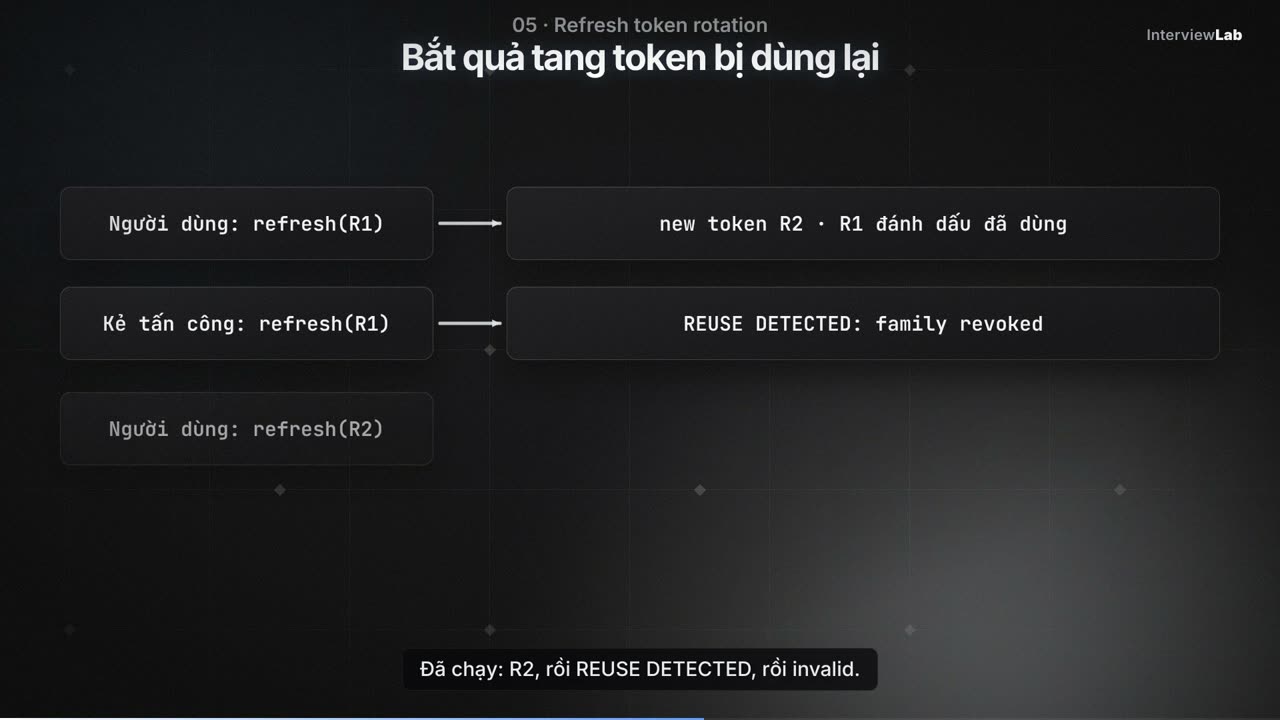 05 · Refresh token rotation
InterviewLab
Bắt quả tang token bị dùng lại
Người dùng: refresh(R1)
new token R2 · R1 đánh dấu đã dùng
Kẻ tấn công: refresh(R1)
REUSE DETECTED: family revoked
Người dùng: refresh(R2)
Đã chạy: R2, rồi REUSE DETECTED, rồi invalid.